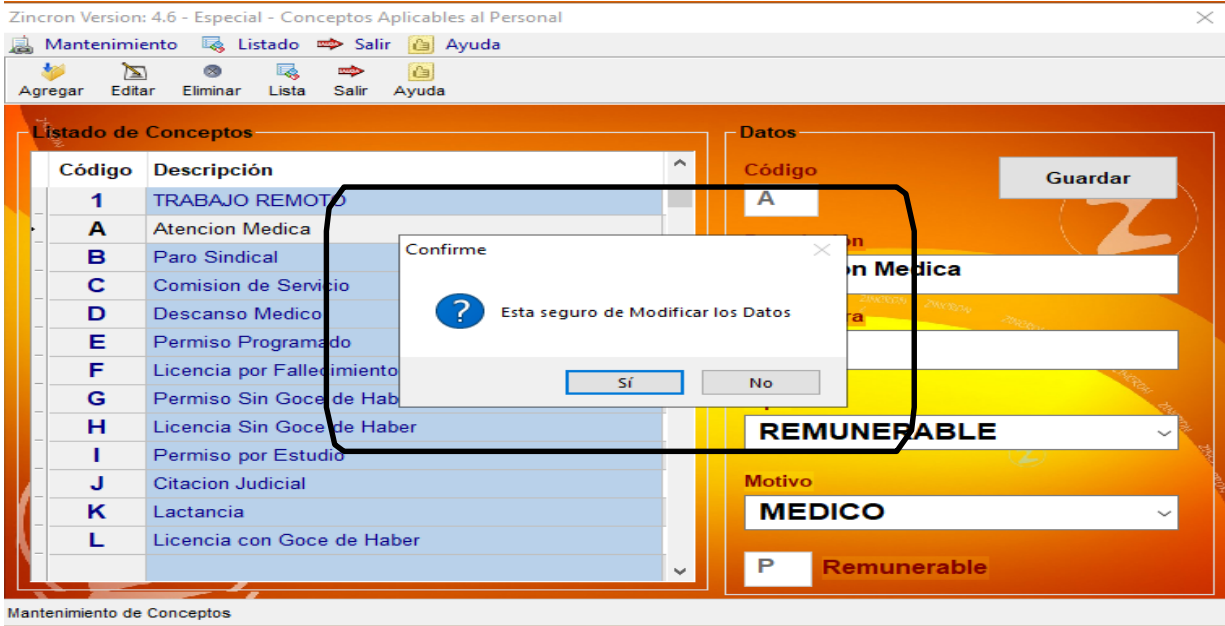 Zincron Version: 4.6 - Especial - Conceptos Aplicables al Personal
Mantenimiento Listado Salir Ayuda
Agregar Editar Eliminar Lista Salir Ayuda
Listado de Conceptos
Código Descripción
1 TRABAJO REMOTO
A Atencion Medica
B Paro Sindical
C Comision de Servicio
D Descanso Medico
E Permiso Programado
F Licencia por Fallecimiento
G Permiso Sin Goce de Hab
H Licencia Sin Goce de Haber
I Permiso por Estudio
J Citacion Judicial
K Lactancia
L Licencia con Goce de Haber
Confirme
Esta seguro de Modificar los Datos
Sí No
Datos
Código
A
Guardar
on Medica
ra
REMUNERABLE
Motivo
MEDICO
P Remunerable
Mantenimiento de Conceptos